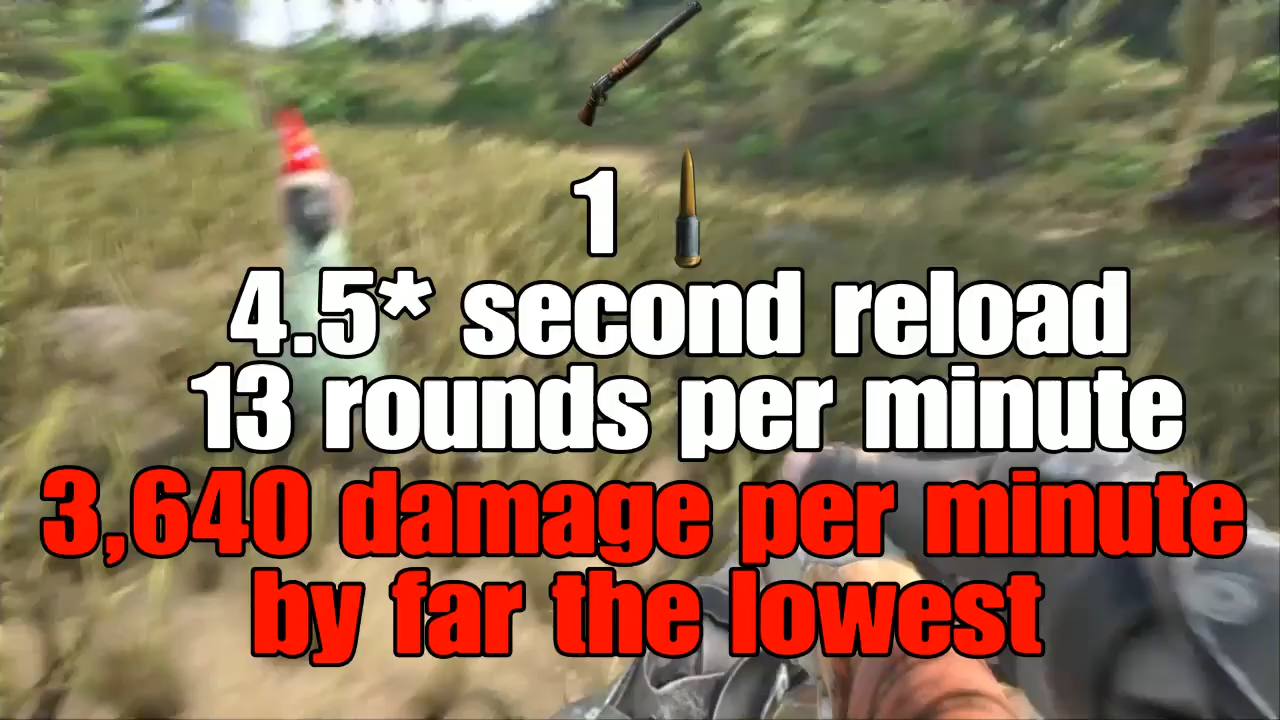 1
4.5* second reload
13 rounds per minute
3,640 damage per minute
by far the lowest